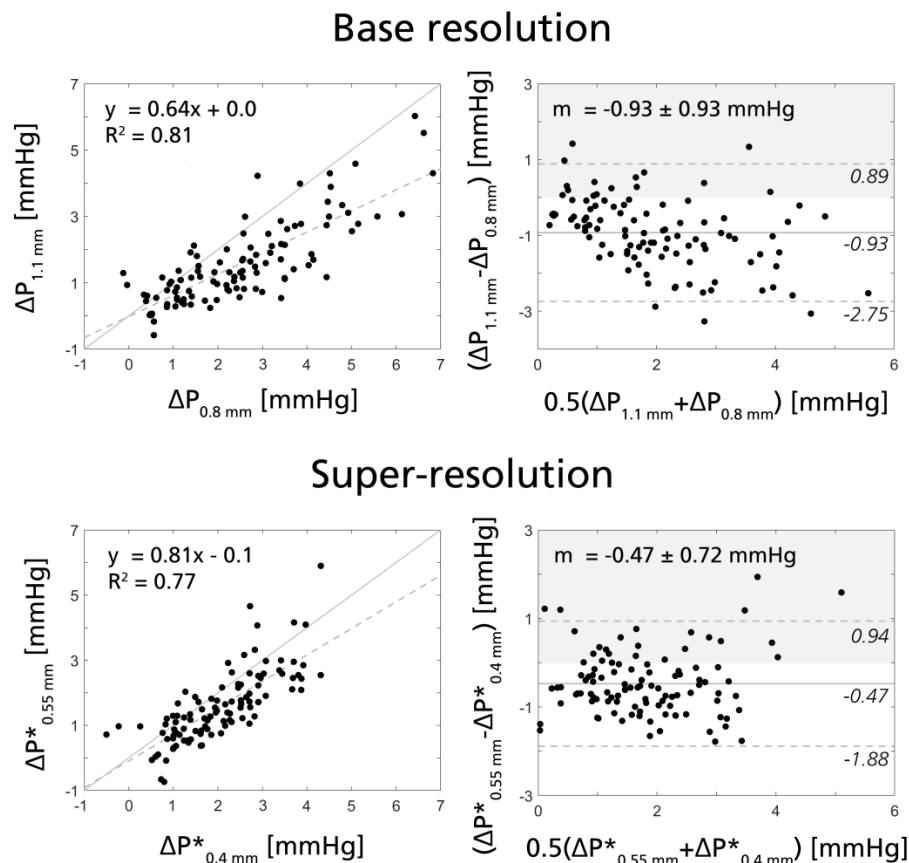 Base resolution
7
5
3
1
-1
-1 0 1 2 3 4 5 6 7
y = 0.64x + 0.0
R² = 0.81
ΔP1.1 mm [mmHg]
ΔP0.8 mm [mmHg]
3
1
-1
-3
0 2 4 6
m = -0.93 ± 0.93 mmHg
0.89
-0.93
-2.75
(ΔP1.1 mm-ΔP0.8 mm) [mmHg]
0.5(ΔP1.1 mm+ΔP0.8 mm) [mmHg]
Super-resolution
7
5
3
1
-1
-1 0 1 2 3 4 5 6 7
y = 0.81x - 0.1
R² = 0.77
ΔP*0.55 mm [mmHg]
ΔP*0.4 mm [mmHg]
3
1
-1
-3
0 2 4 6
m = -0.47 ± 0.72 mmHg
0.94
-0.47
-1.88
(ΔP*0.55 mm-ΔP*0.4 mm) [mmHg]
0.5(ΔP*0.55 mm+ΔP*0.4 mm) [mmHg]